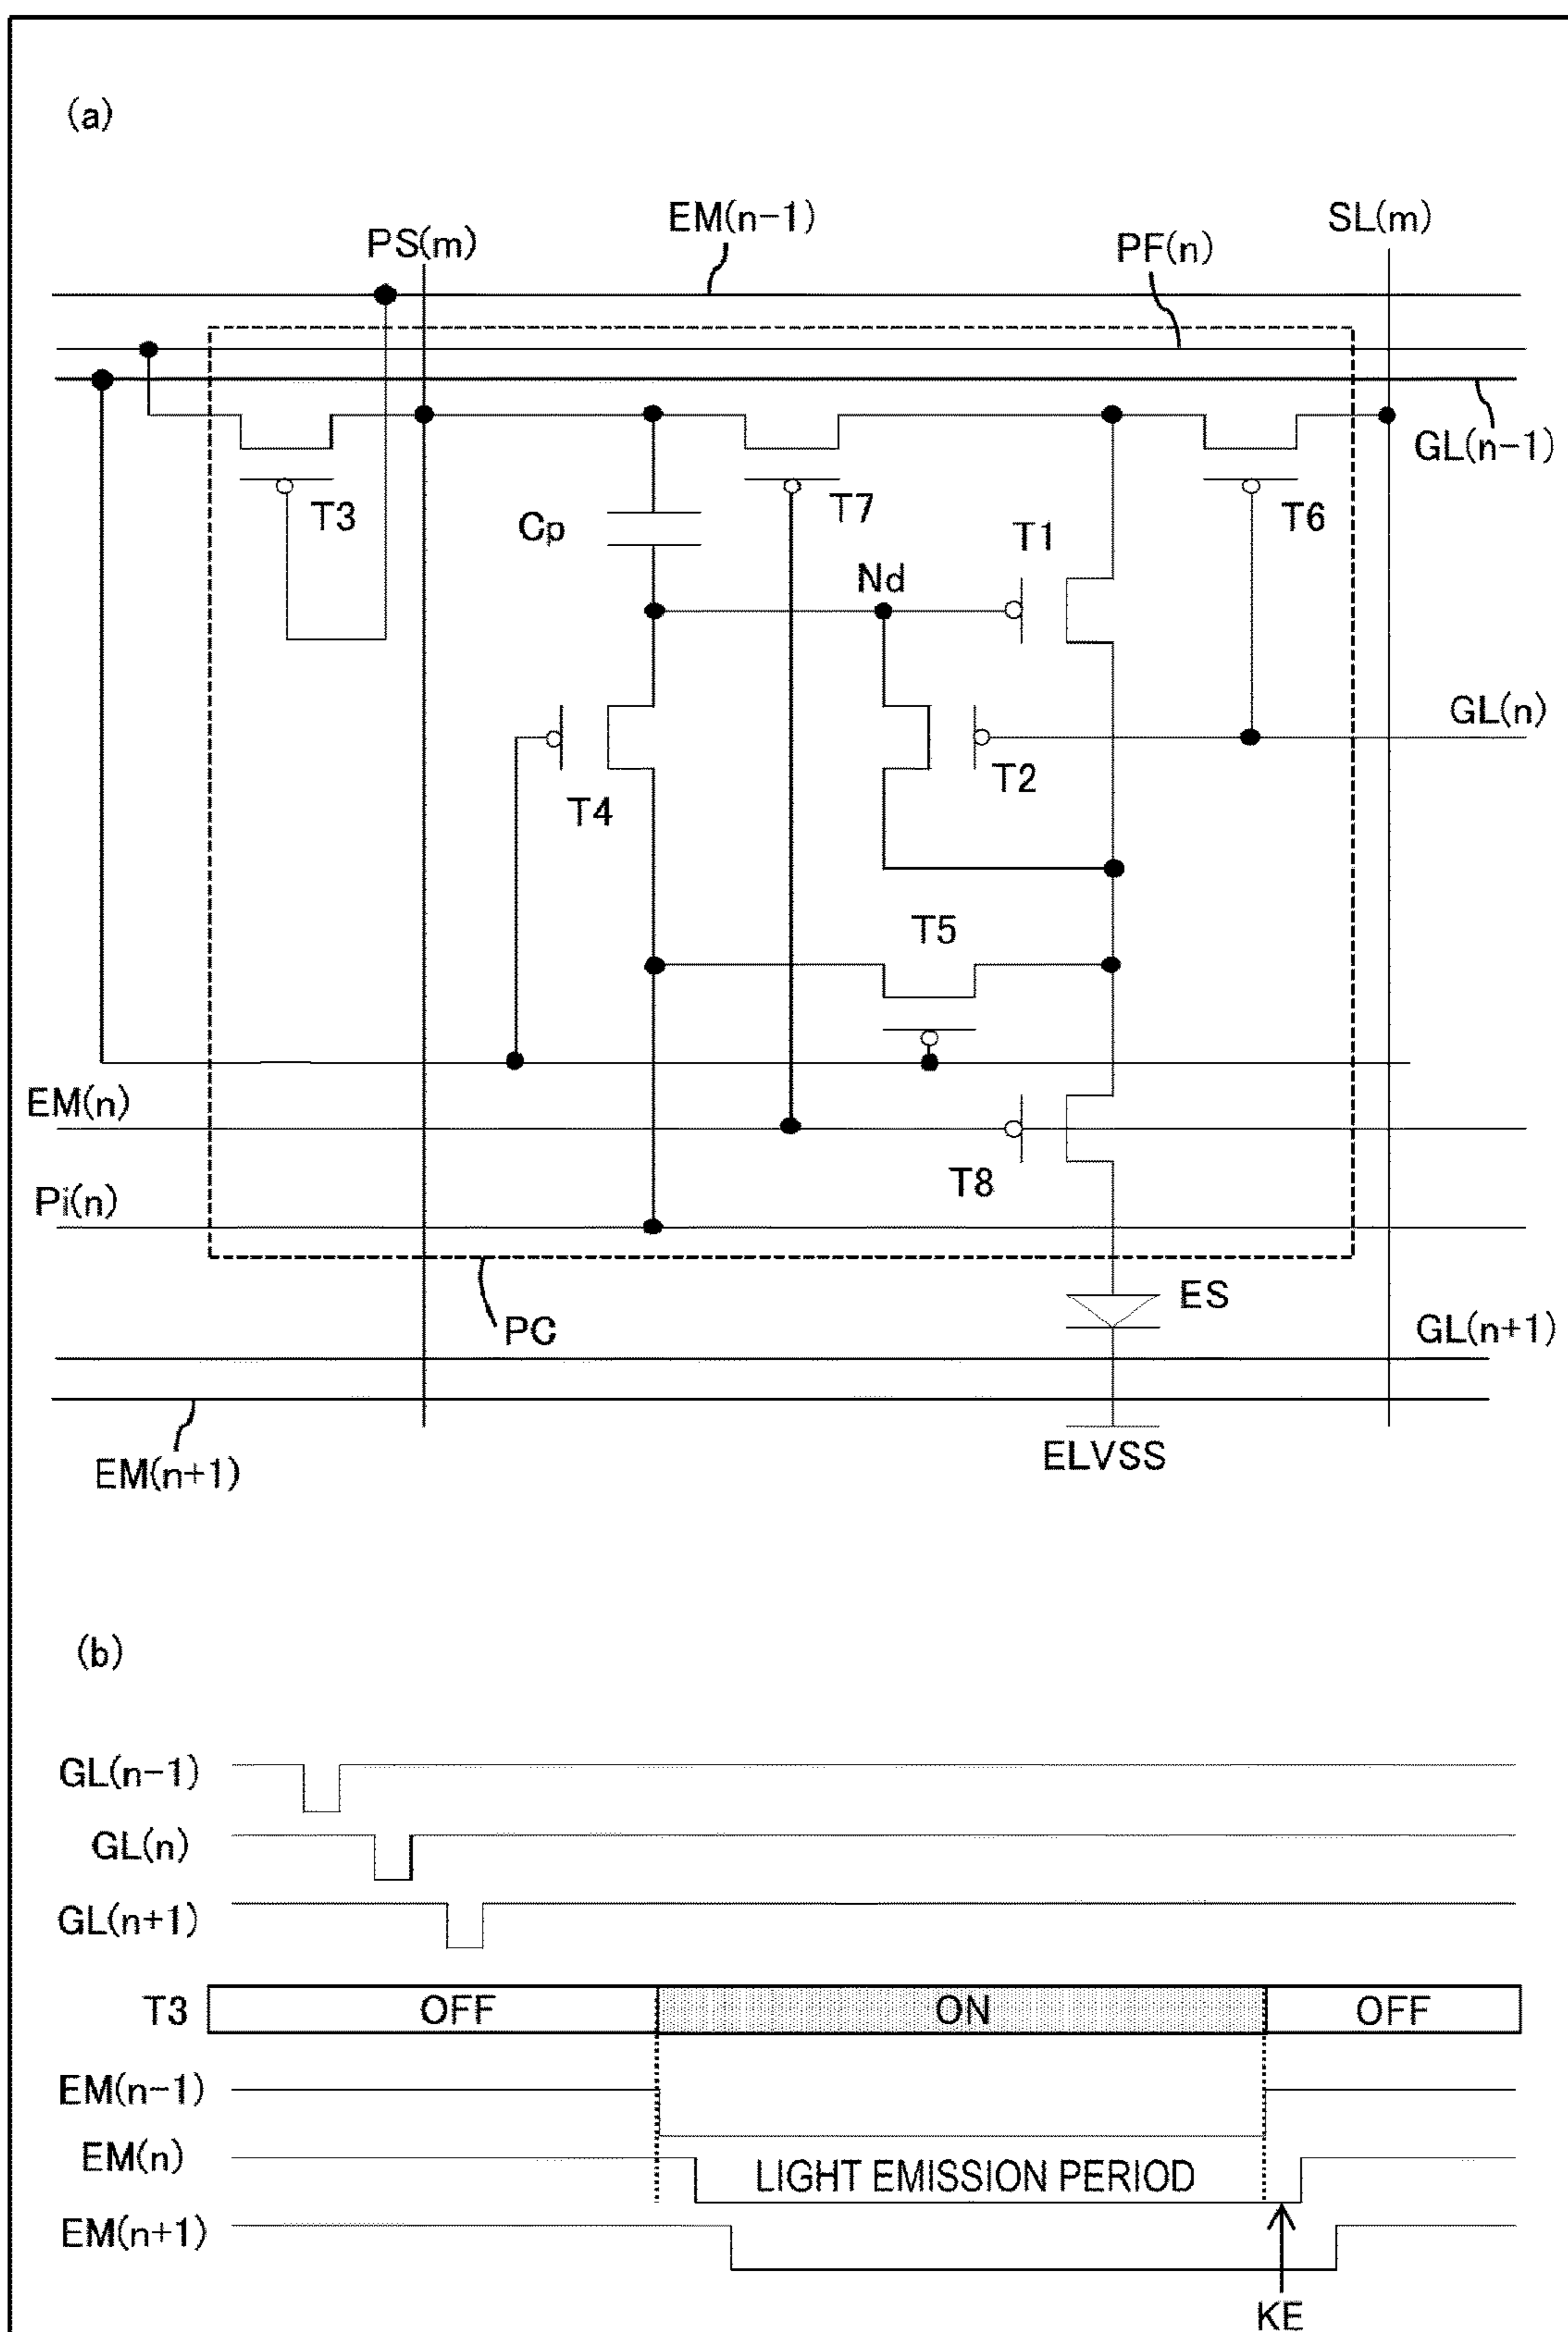 (a)
EM(n-1)
SL(m)
PS(m)
PF(n)
GL(n-1)
T3
T7
T6
Cp
T1
Nd
GL(n)
T2
T4
T5
EM(n)
T8
Pi(n)
ES
PC
GL(n+1)
EM(n+1)
ELVSS
(b)
GL(n-1)
GL(n)
GL(n+1)
T3 OFF ON OFF
EM(n-1)
EM(n) LIGHT EMISSION PERIOD
EM(n+1)
KE